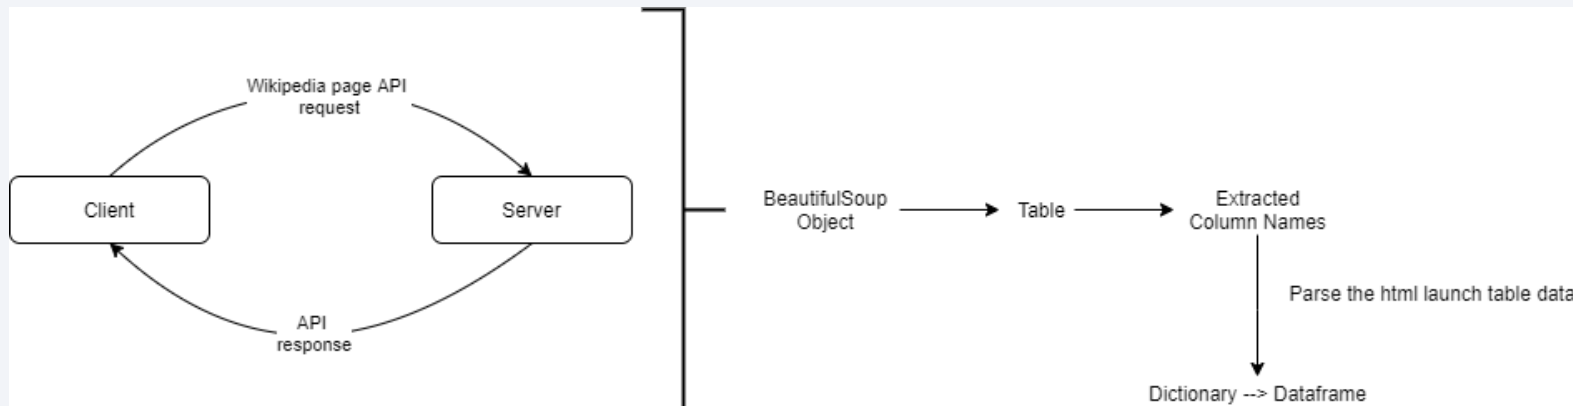 Wikipedia page API
request
Client
Server
API
response
BeautifulSoup
Object
Table
Extracted
Column Names
Parse the html launch table data
Dictionary --> Dataframe